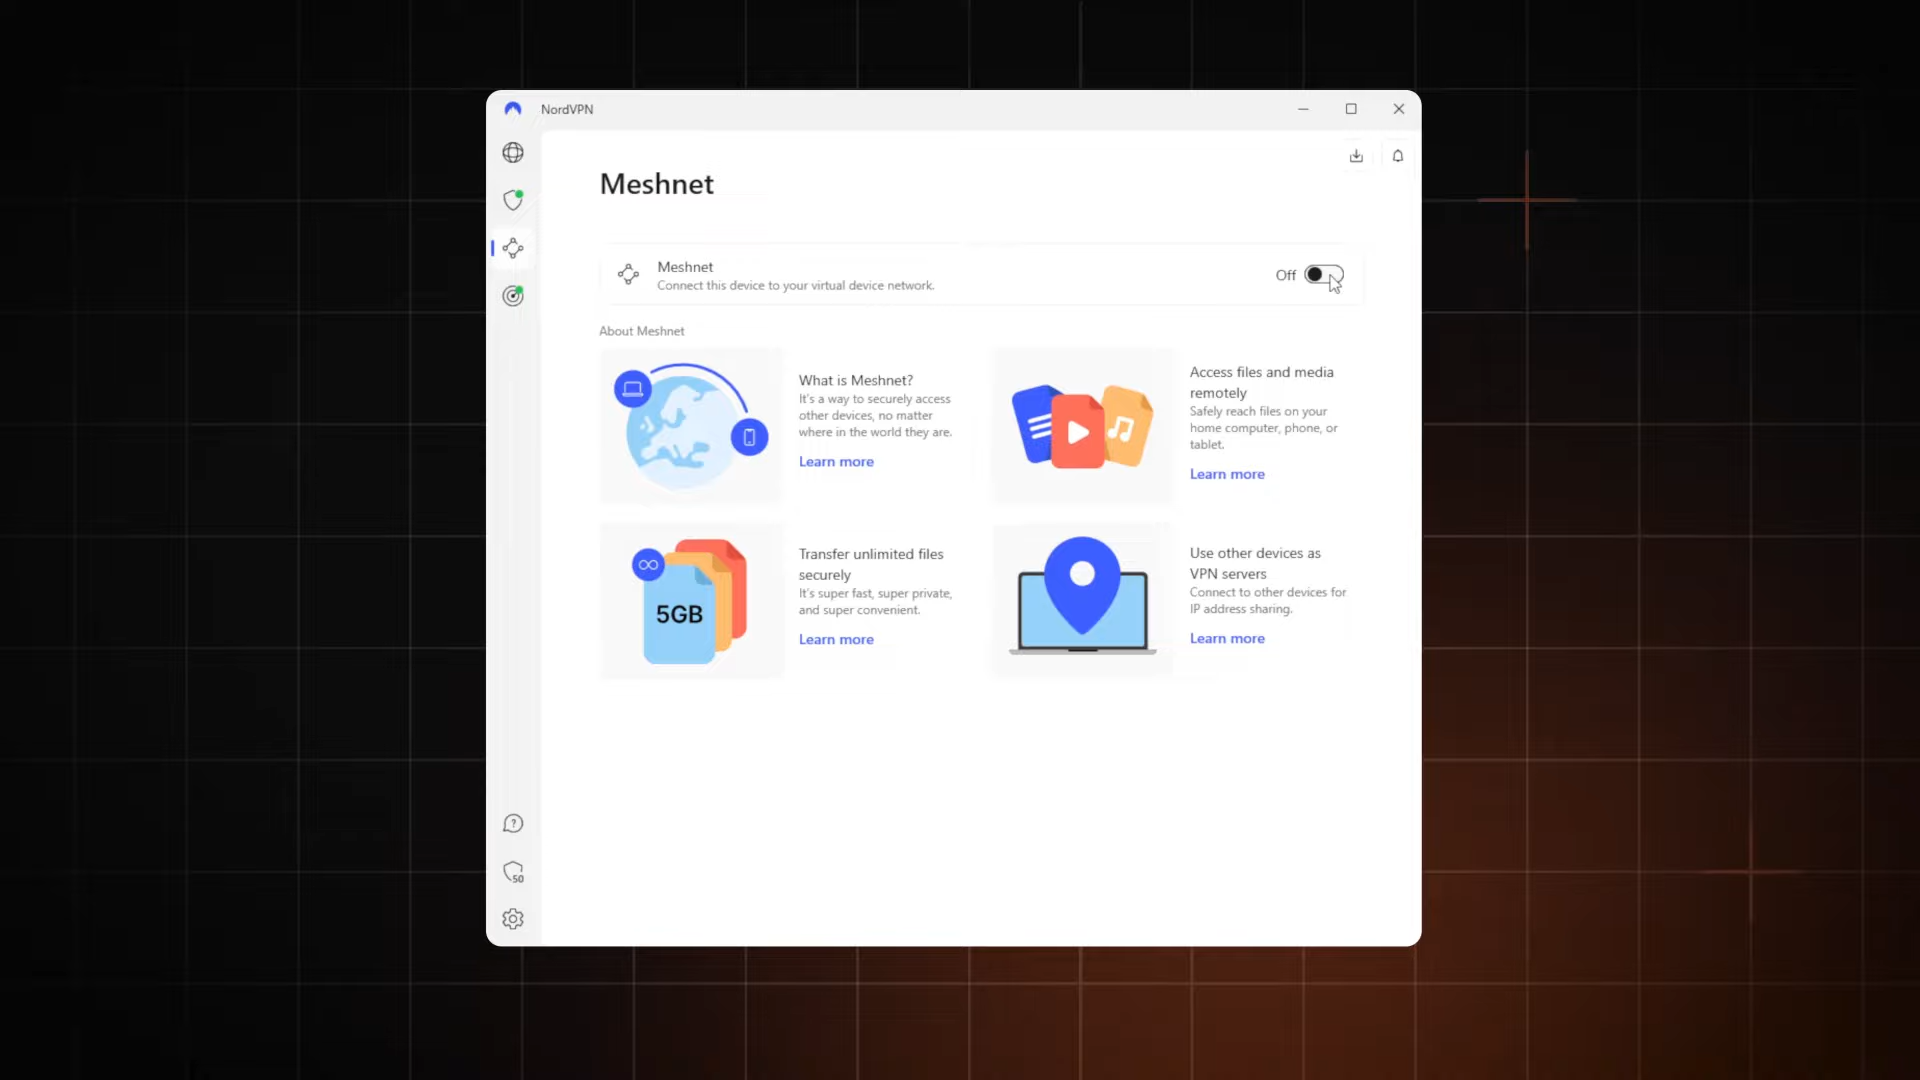 NordVPN
Meshnet
Meshnet
Connect this device to your virtual device network.
Off
About Meshnet
What is Meshnet?
It's a way to securely access
other devices, no matter
where in the world they are.
Learn more
Access files and media
remotely
Safely reach files on your
home computer, phone, or
tablet.
Learn more
5GB
Transfer unlimited files
securely
It's super fast, super private,
and super convenient.
Learn more
Use other devices as
VPN servers
Connect to other devices for
IP address sharing.
Learn more
?
50